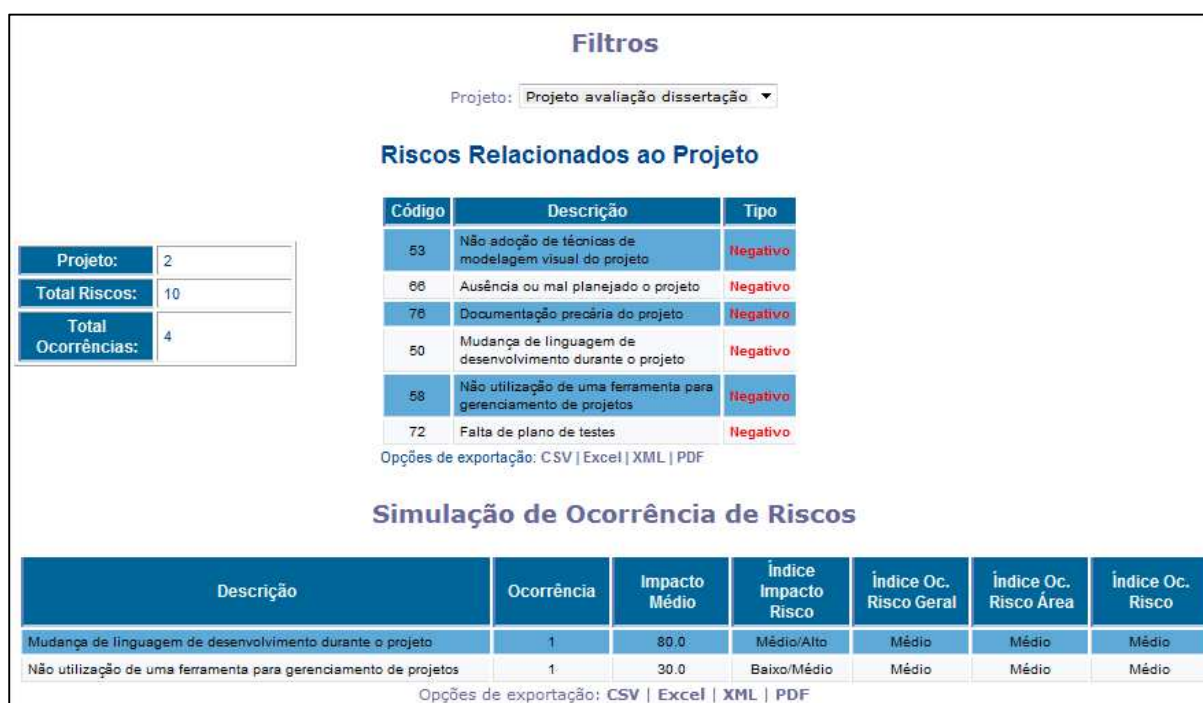 Filtros
Projeto: Projeto avaliação dissertação
Riscos Relacionados ao Projeto
Código Descrição Tipo
53 Não adoção de técnicas de modelagem visual do projeto Negativo
66 Ausência ou mal planejado o projeto Negativo
76 Documentação precária do projeto Negativo
50 Mudança de linguagem de desenvolvimento durante o projeto Negativo
58 Não utilização de uma ferramenta para gerenciamento de projetos Negativo
72 Falta de plano de testes Negativo
Opções de exportação: CSV | Excel | XML | PDF
Projeto: 2
Total Riscos: 10
Total Ocorrências: 4
Simulação de Ocorrência de Riscos
Descrição Ocorrência Impacto Médio Índice Impacto Risco Índice Oc. Risco Geral Índice Oc. Risco Área Índice Oc. Risco
Mudança de linguagem de desenvolvimento durante o projeto 1 80.0 Médio/Alto Médio Médio Médio
Não utilização de uma ferramenta para gerenciamento de projetos 1 30.0 Baixo/Médio Médio Médio Médio
Opções de exportação: CSV | Excel | XML | PDF